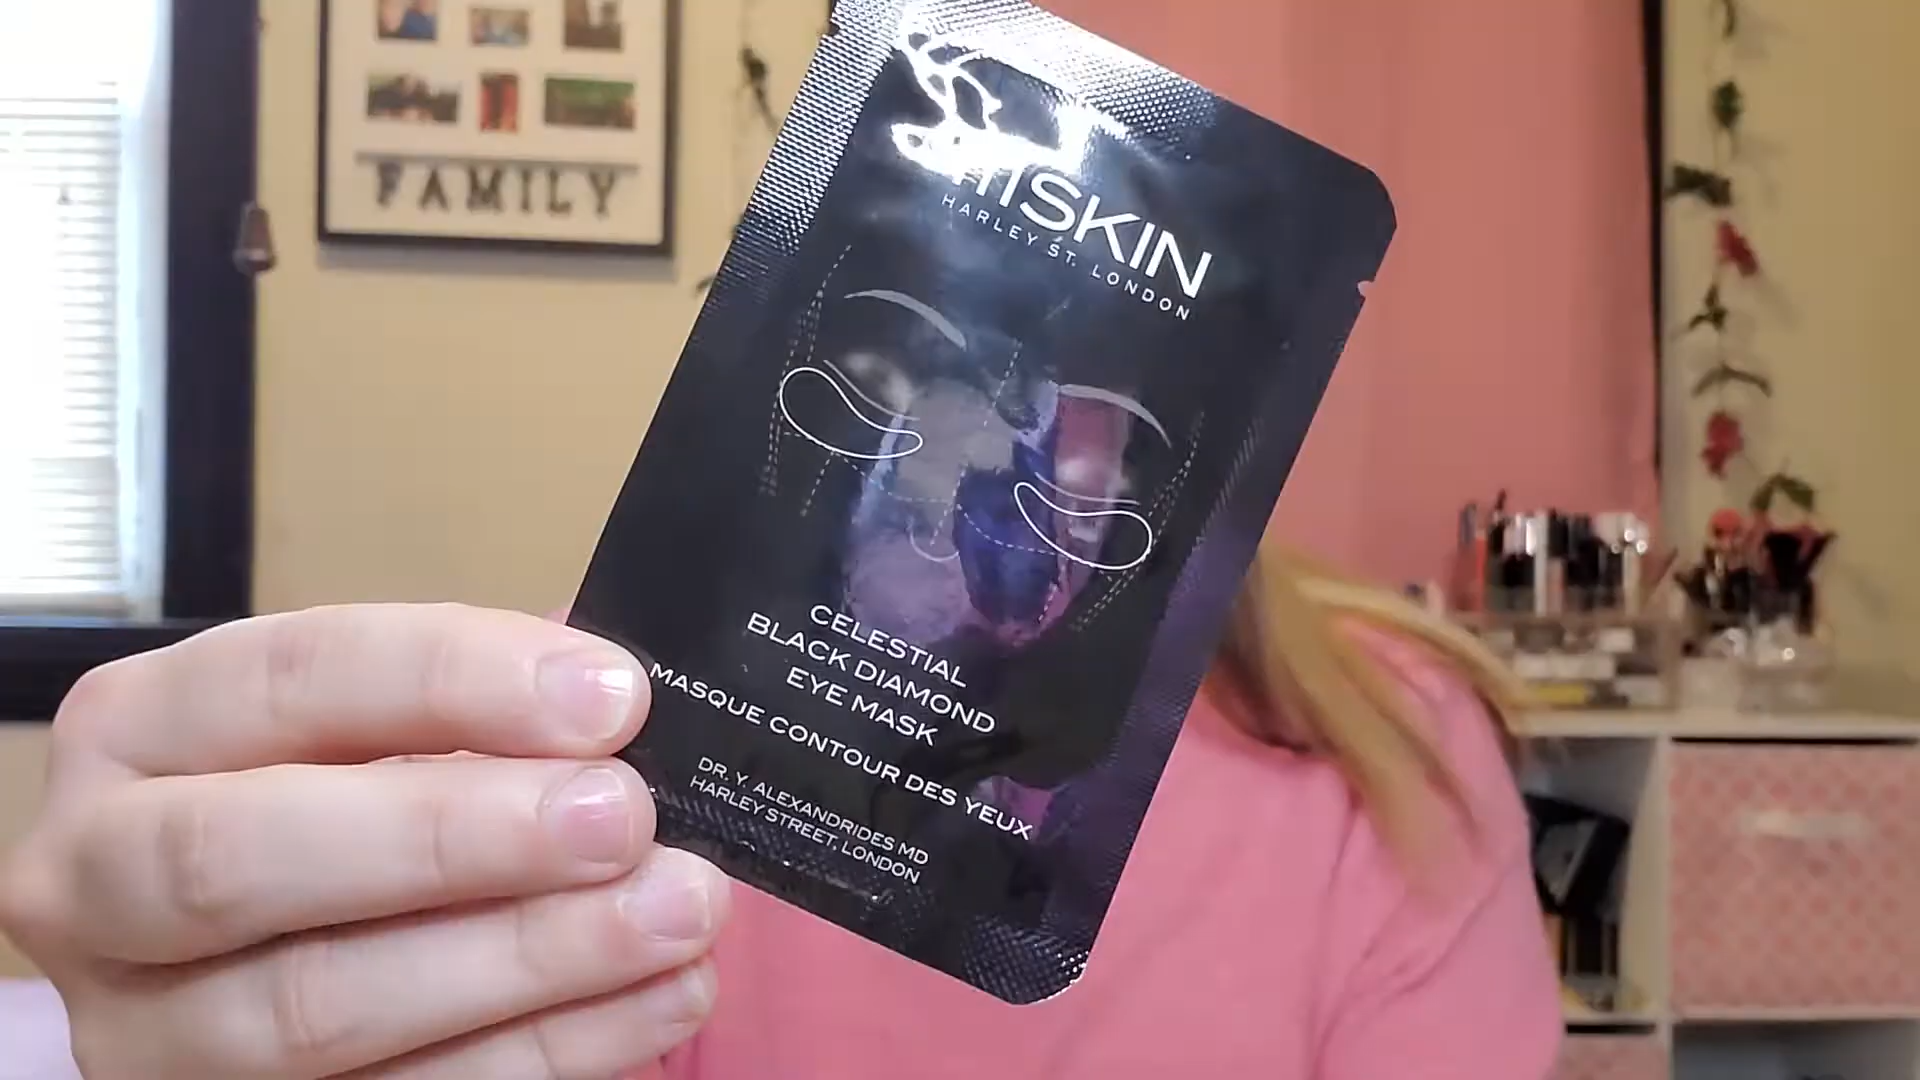 FAMILY
111SKIN
HARLEY ST. LONDON
CELESTIAL
BLACK DIAMOND
EYE MASK
MASQUE CONTOUR DES YEUX
DR. Y. ALEXANDRIDES MD
HARLEY STREET, LONDON